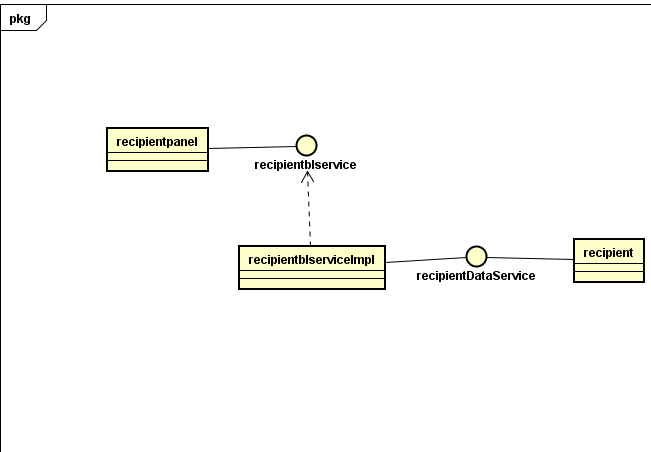 pkg
recipientpanel
recipientblservice
recipientblserviceImpl
recipientDataService
recipient